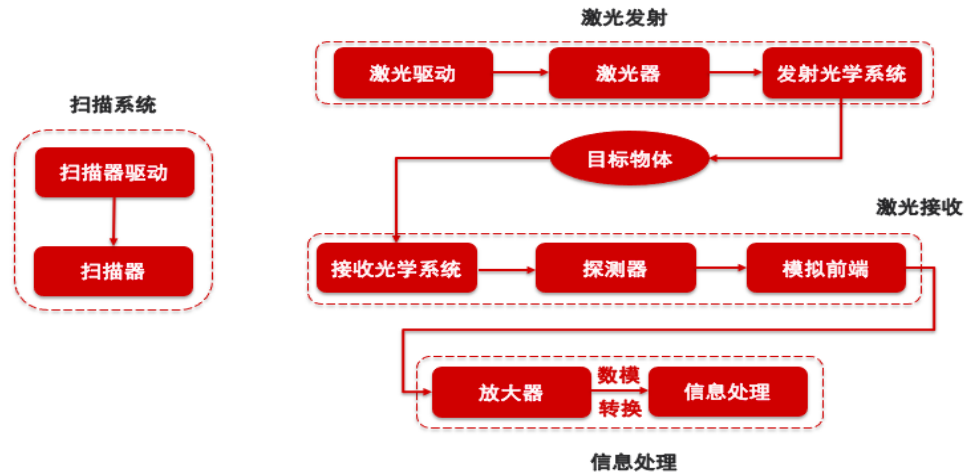 激光发射
激光驱动
激光器
发射光学系统
扫描系统
扫描器驱动
扫描器
目标物体
激光接收
接收光学系统
探测器
模拟前端
放大器
数模
转换
信息处理
信息处理